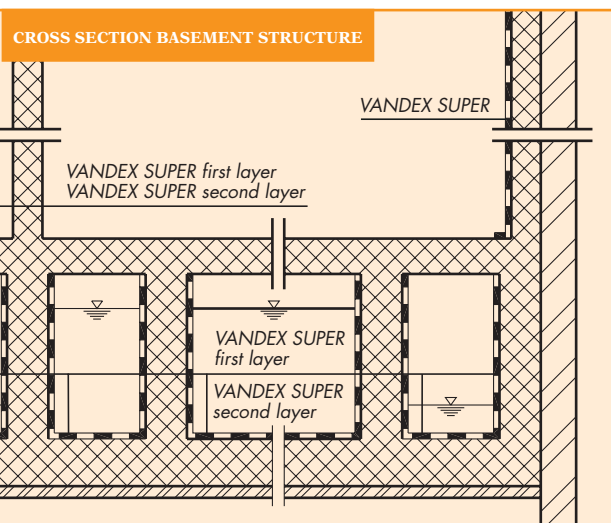 CROSS SECTION BASEMENT STRUCTURE
VANDEX SUPER
VANDEX SUPER first layer
VANDEX SUPER second layer
VANDEX SUPER
first layer
VANDEX SUPER
second layer